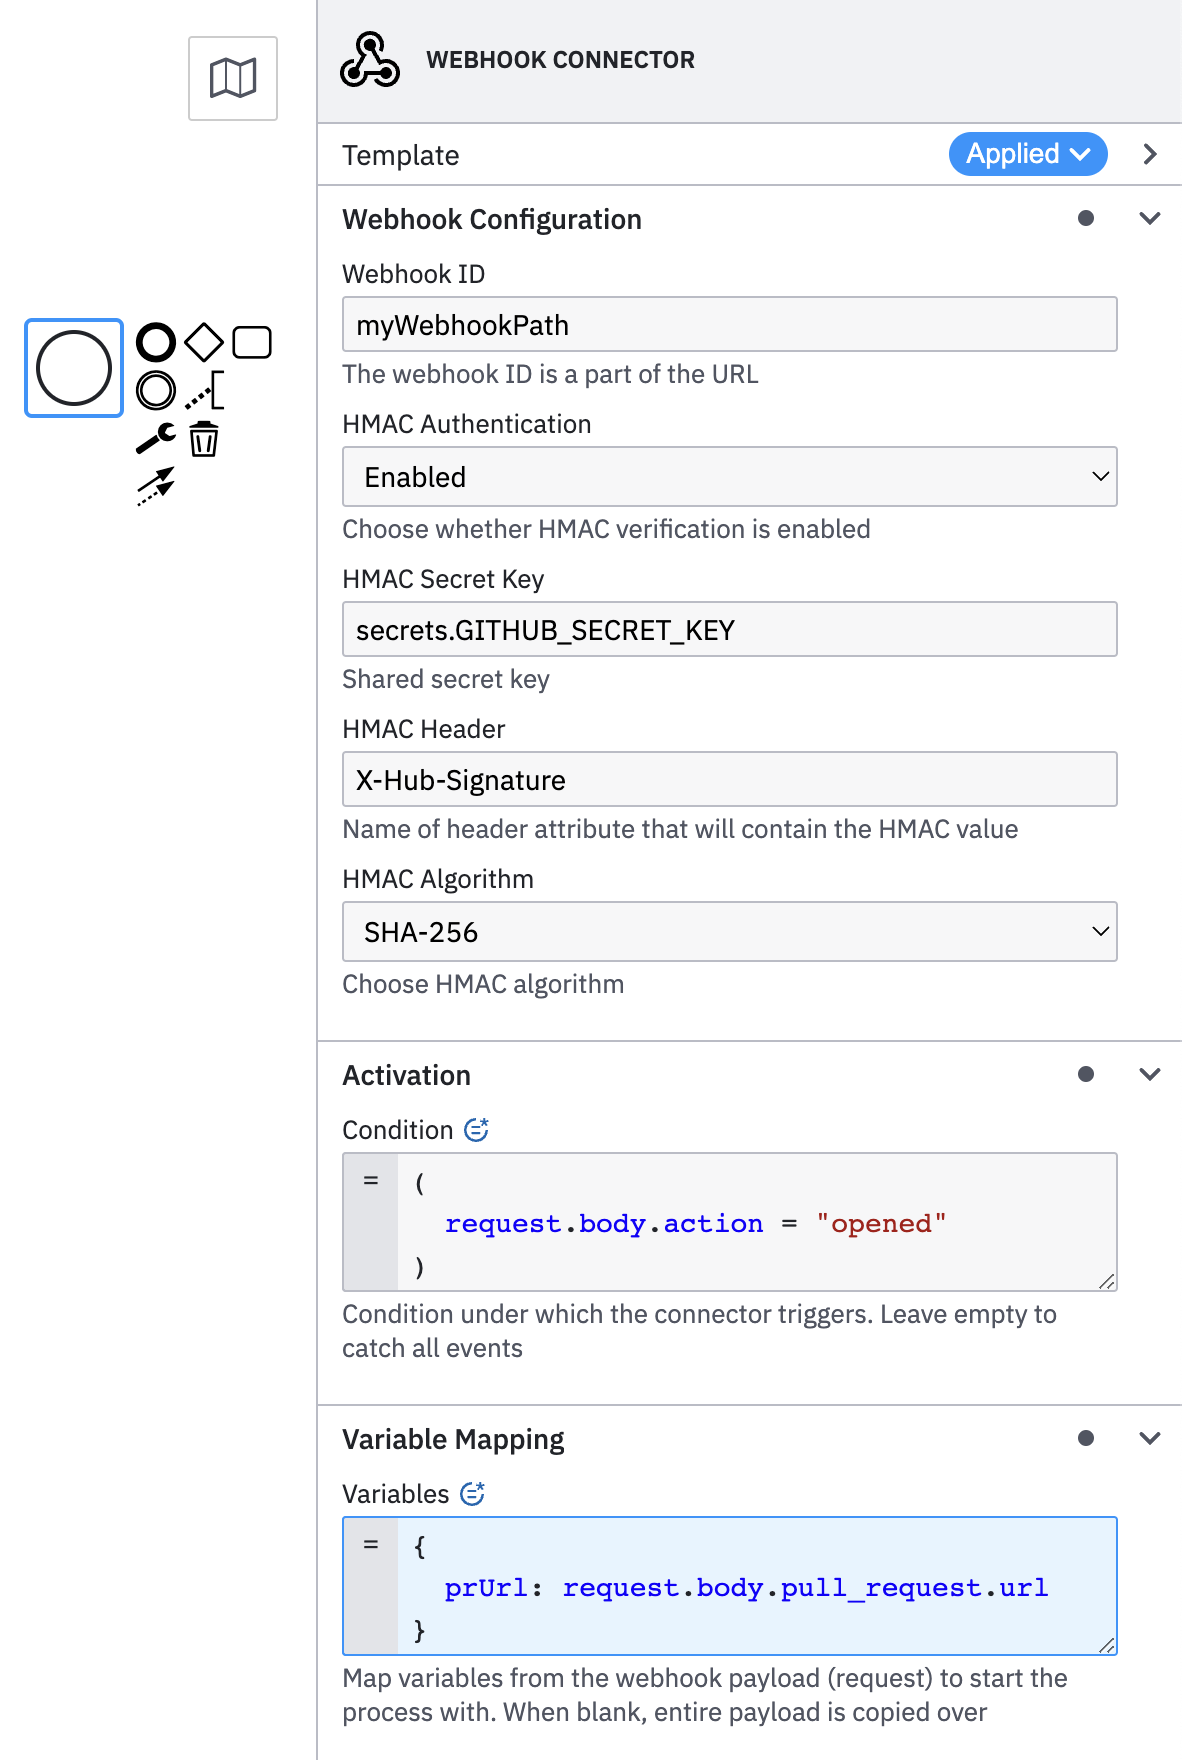 WEBHOOK CONNECTOR
Template
Applied
Webhook Configuration
Webhook ID
myWebhookPath
The webhook ID is a part of the URL
HMAC Authentication
Enabled
Choose whether HMAC verification is enabled
HMAC Secret Key
secrets.GITHUB_SECRET_KEY
Shared secret key
HMAC Header
X-Hub-Signature
Name of header attribute that will contain the HMAC value
HMAC Algorithm
SHA-256
Choose HMAC algorithm
Activation
Condition
= (
request.body.action = "opened"
)
Condition under which the connector triggers. Leave empty to
catch all events
Variable Mapping
Variables
= {
prUrl: request.body.pull_request.url
}
Map variables from the webhook payload (request) to start the
process with. When blank, entire payload is copied over